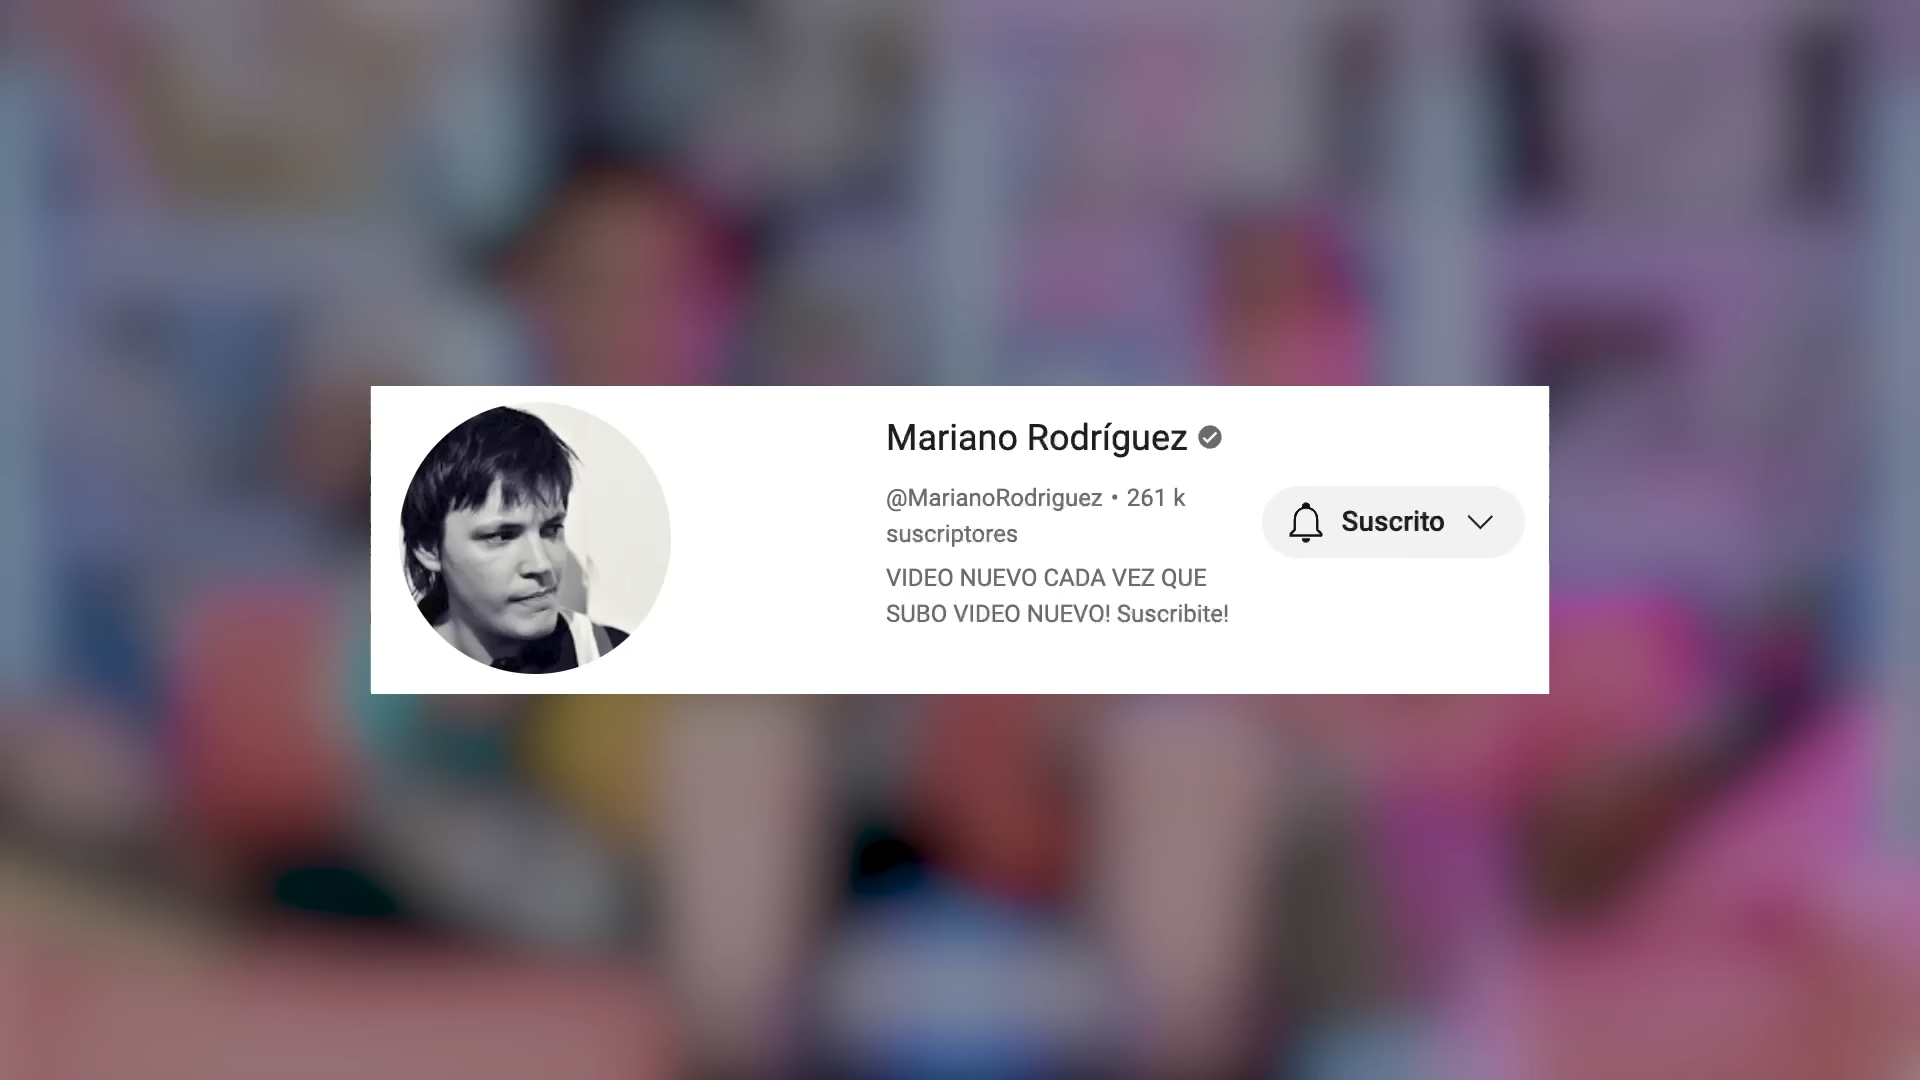 Mariano Rodríguez
@MarianoRodriguez • 261 k
suscriptores
VIDEO NUEVO CADA VEZ QUE
SUBO VIDEO NUEVO! Suscribite!
Suscrito